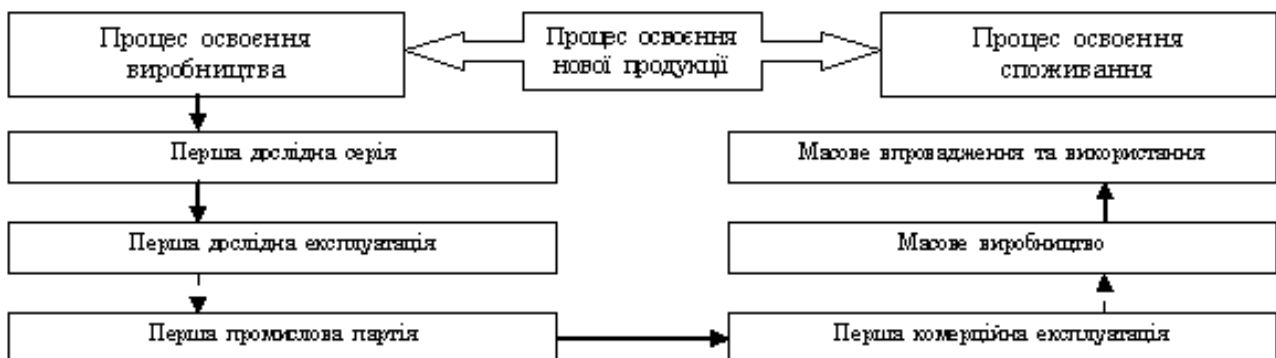 Процес освоєння
виробництва
Процес освоєння
нової продукції
Процес освоєння
споживання
Перша дослідна серія
Масове впровадження та використання
Перша дослідна експлуатація
Масове виробництво
Перша промислова партія
Перша комерційна експлуатація